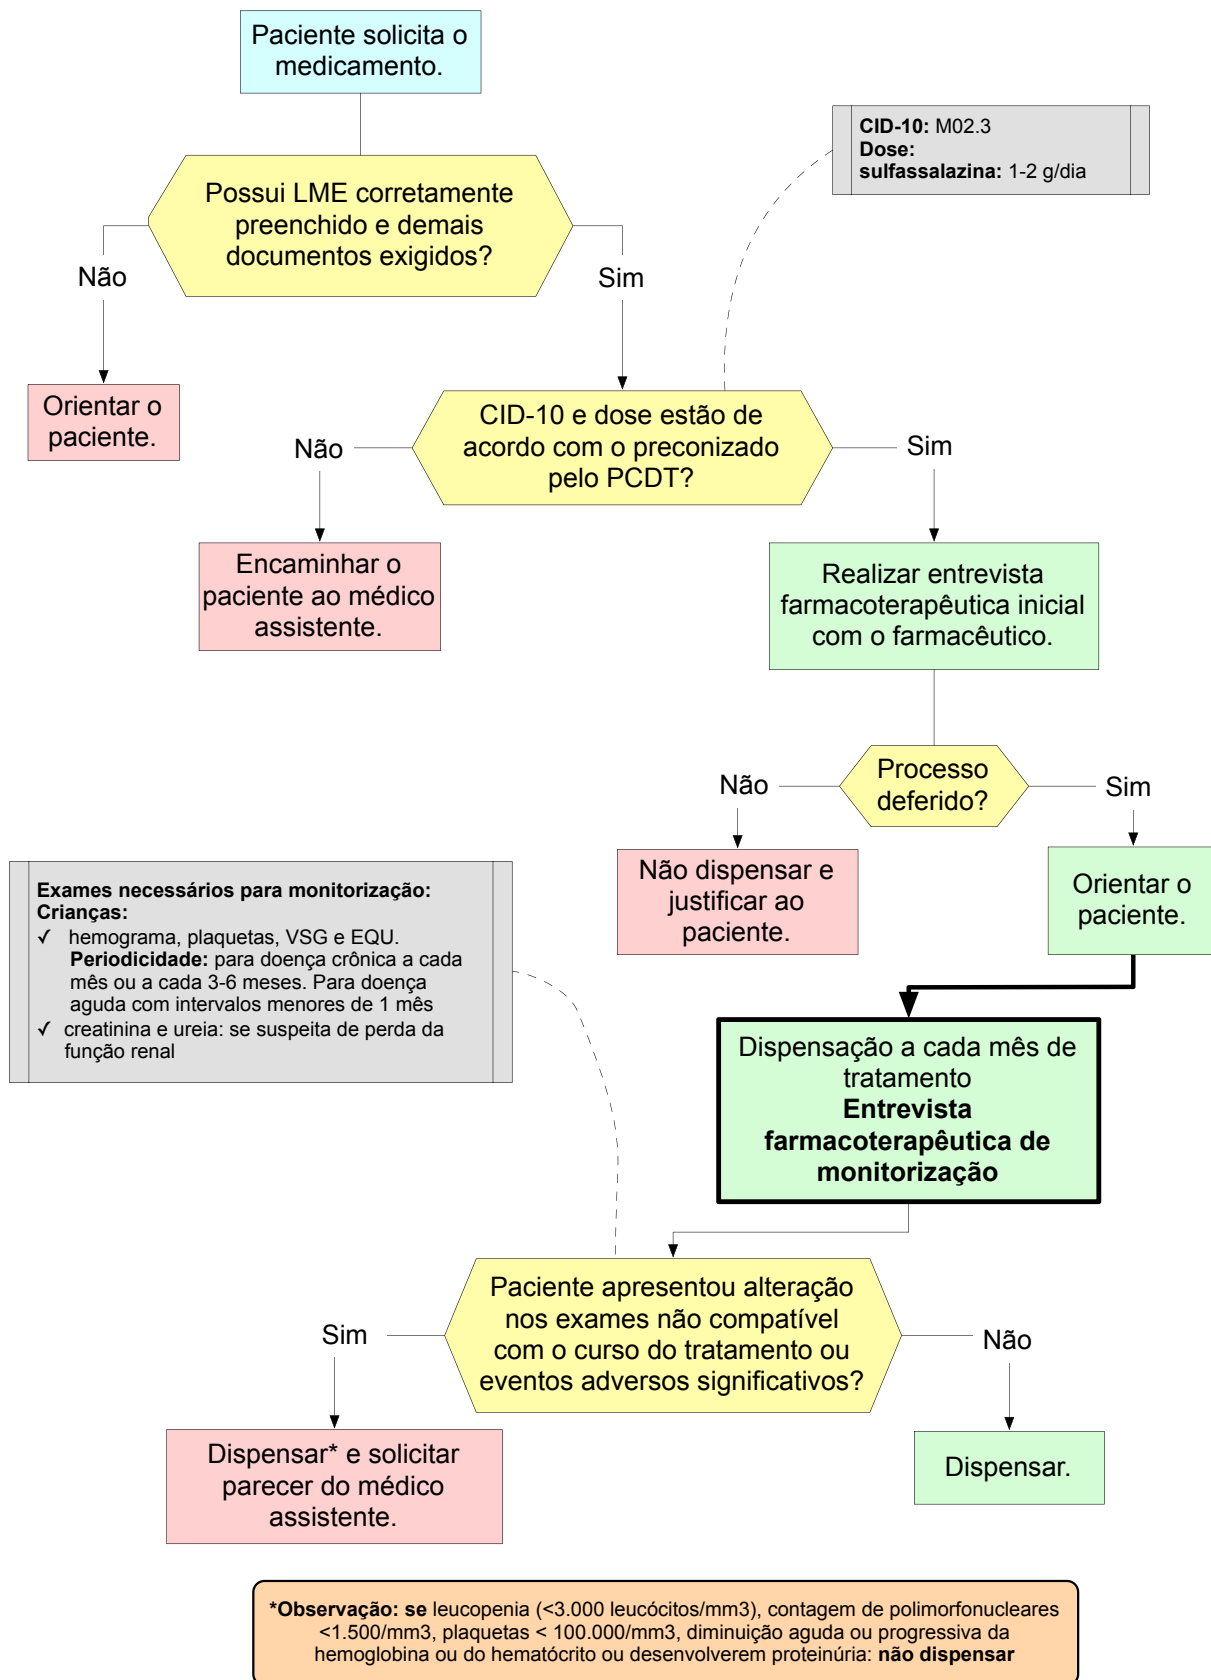 Paciente solicita o
medicamento.
CID-10: M02.3
Dose:
sulfassalazina: 1-2 g/dia
Possui LME corretamente
preenchido e demais
documentos exigidos?
Não
Sim
Orientar o
paciente.
CID-10 e dose estão de
acordo com o preconizado
pelo PCDT?
Não
Sim
Encaminhar o
paciente ao médico
assistente.
Realizar entrevista
farmacoterapêutica inicial
com o farmacêutico.
Processo
deferido?
Não
Sim
Não dispensar e
justificar ao
paciente.
Orientar o
paciente.
Exames necessários para monitorização:
Crianças:
✓ hemograma, plaquetas, VSG e EQU.
Periodicidade: para doença crônica a cada
mês ou a cada 3-6 meses. Para doença
aguda com intervalos menores de 1 mês
✓ creatinina e ureia: se suspeita de perda da
função renal
Dispensação a cada mês de
tratamento
Entrevista
farmacoterapêutica de
monitorização
Paciente apresentou alteração
nos exames não compatível
com o curso do tratamento ou
eventos adversos significativos?
Sim
Não
Dispensar* e solicitar
parecer do médico
assistente.
Dispensar.
*Observação: se leucopenia (<3.000 leucócitos/mm3), contagem de polimorfonucleares
<1.500/mm3, plaquetas < 100.000/mm3, diminuição aguda ou progressiva da
hemoglobina ou do hematócrito ou desenvolverem proteinúria: não dispensar